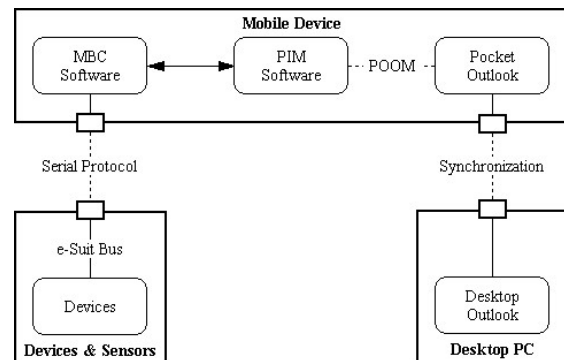 Mobile Device
MBC
Software
PIM
Software
POOM
Pocket
Outlook
Serial Protocol
Synchronization
e-Suit Bus
Devices
Devices & Sensors
Desktop
Outlook
Desktop PC